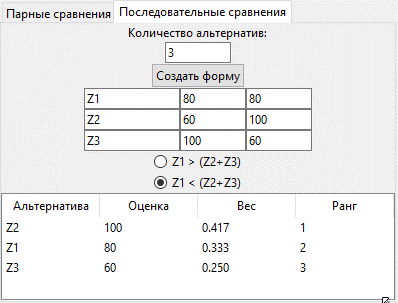 Парные сравнения Последовательные сравнения
Количество альтернатив:
3
Создать форму
Z1 80 80
Z2 60 100
Z3 100 60
Z1 > (Z2+Z3)
Z1 < (Z2+Z3)
Альтернатива Оценка Вес Ранг
Z2 100 0.417 1
Z1 80 0.333 2
Z3 60 0.250 3